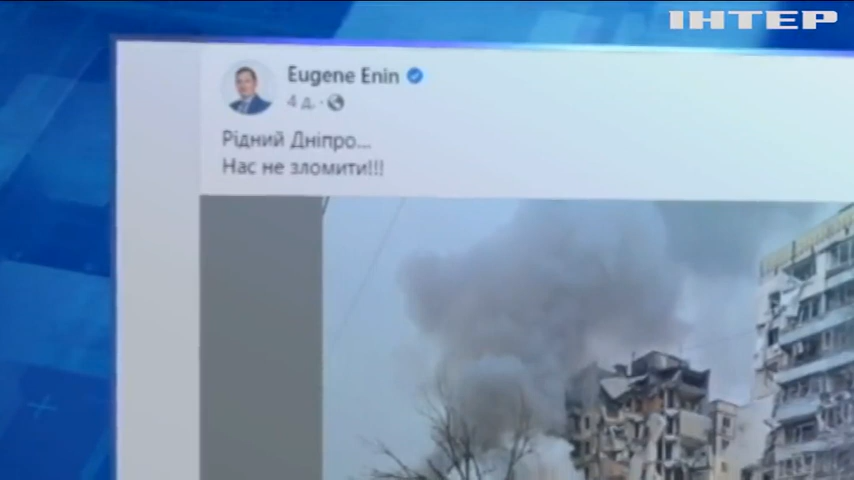 ІНТЕР
Eugene Enin
4 д. ·
Рідний Дніпро...
Нас не зломити!!!